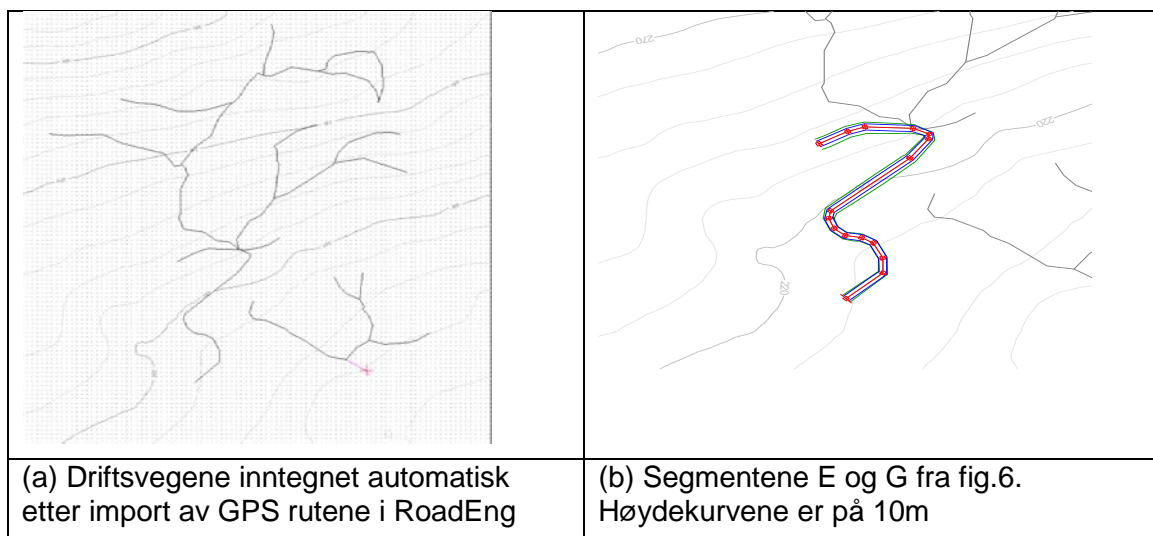 270
220
220
(a) Driftsvegene inntegnet automatisk
etter import av GPS rutene i RoadEng
(b) Segmentene E og G fra fig.6.
Høydekurvene er på 10m